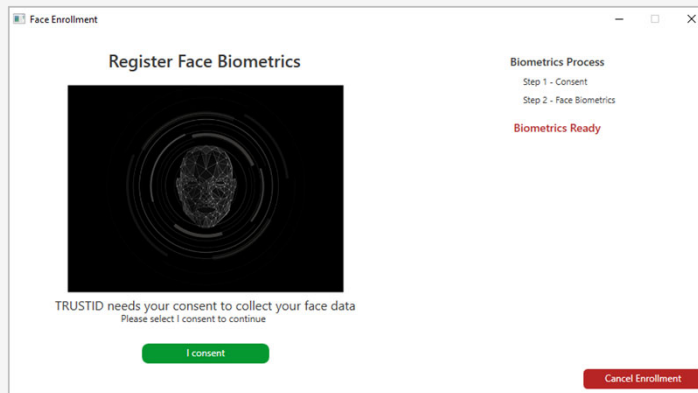 Face Enrollment
Register Face Biometrics
TRUSTID needs your consent to collect your face data
Please select I consent to continue
I consent
Biometrics Process
Step 1 - Consent
Step 2 - Face Biometrics
Biometrics Ready
Cancel Enrollment